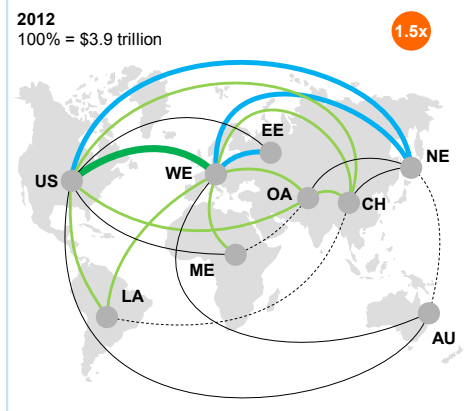 2012
100% = $3.9 trillion
1.5x
EE
NE
WE
US
OA
CH
ME
LA
AU